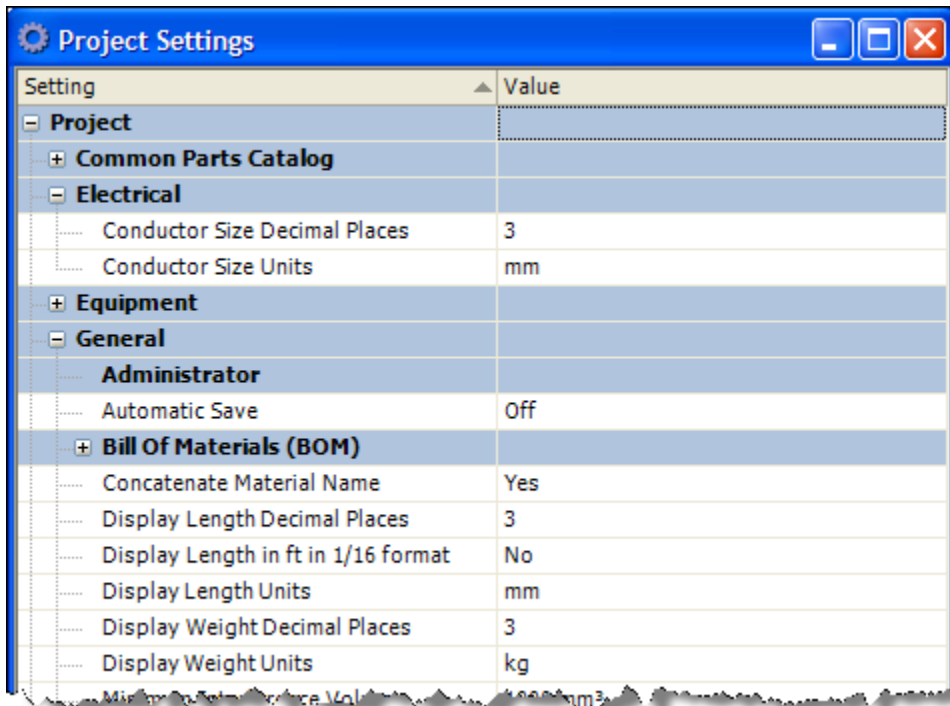 Project Settings
Setting Value
Project
Common Parts Catalog
Electrical
Conductor Size Decimal Places 3
Conductor Size Units mm
Equipment
General
Administrator
Automatic Save Off
Bill Of Materials (BOM)
Concatenate Material Name Yes
Display Length Decimal Places 3
Display Length in ft in 1/16 format No
Display Length Units mm
Display Weight Decimal Places 3
Display Weight Units kg